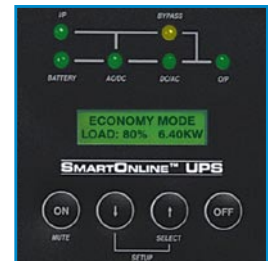 I/P BYPASS
BATTERY AC/DC DC/AC O/P
ECONOMY MODE
LOAD: 80% 6.40KW
SMARTONLINE™ UPS
ON ↓ ↑ OFF
MUTE SELECT
SETUP